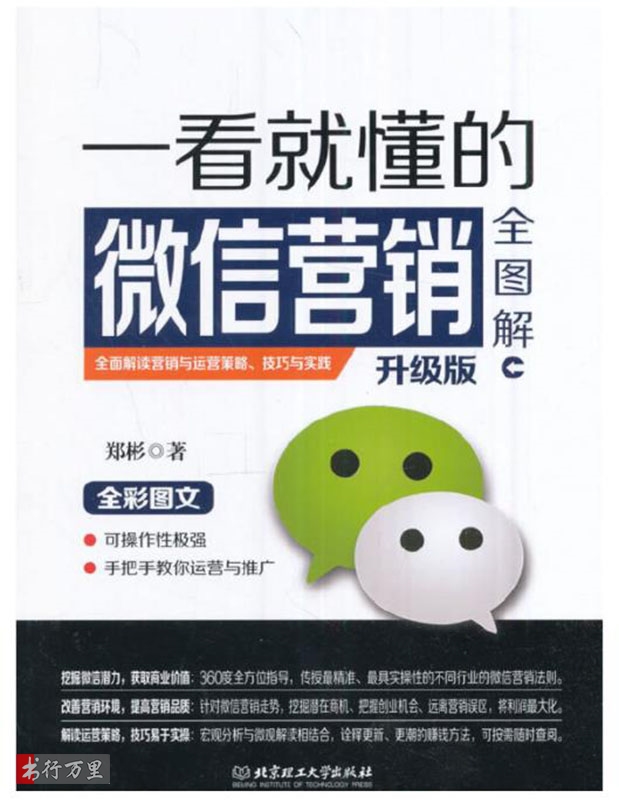 一看就懂的
微信营销
全图解
全面解读营销与运营策略、技巧与实践
升级版
郑彬◎著
全彩图文
● 可操作性极强
● 手把手教你运营与推广
挖掘微信潜力，获取商业价值：360度全方位指导，传授最精准、最具实操性的不同行业的微信营销法则。
改善营销环境，提高营销品质：针对微信营销走势，挖掘潜在商机、把握创业机会、远离营销误区，将利润最大化。
解读运营策略，技巧易于实操：宏观分析与微观解读相结合，诠释更新、更潮的赚钱方法，可按需随时查阅。
书行万里
北京理工大学出版社
BEIJING INSTITUTE OF TECHNOLOGY PRESS